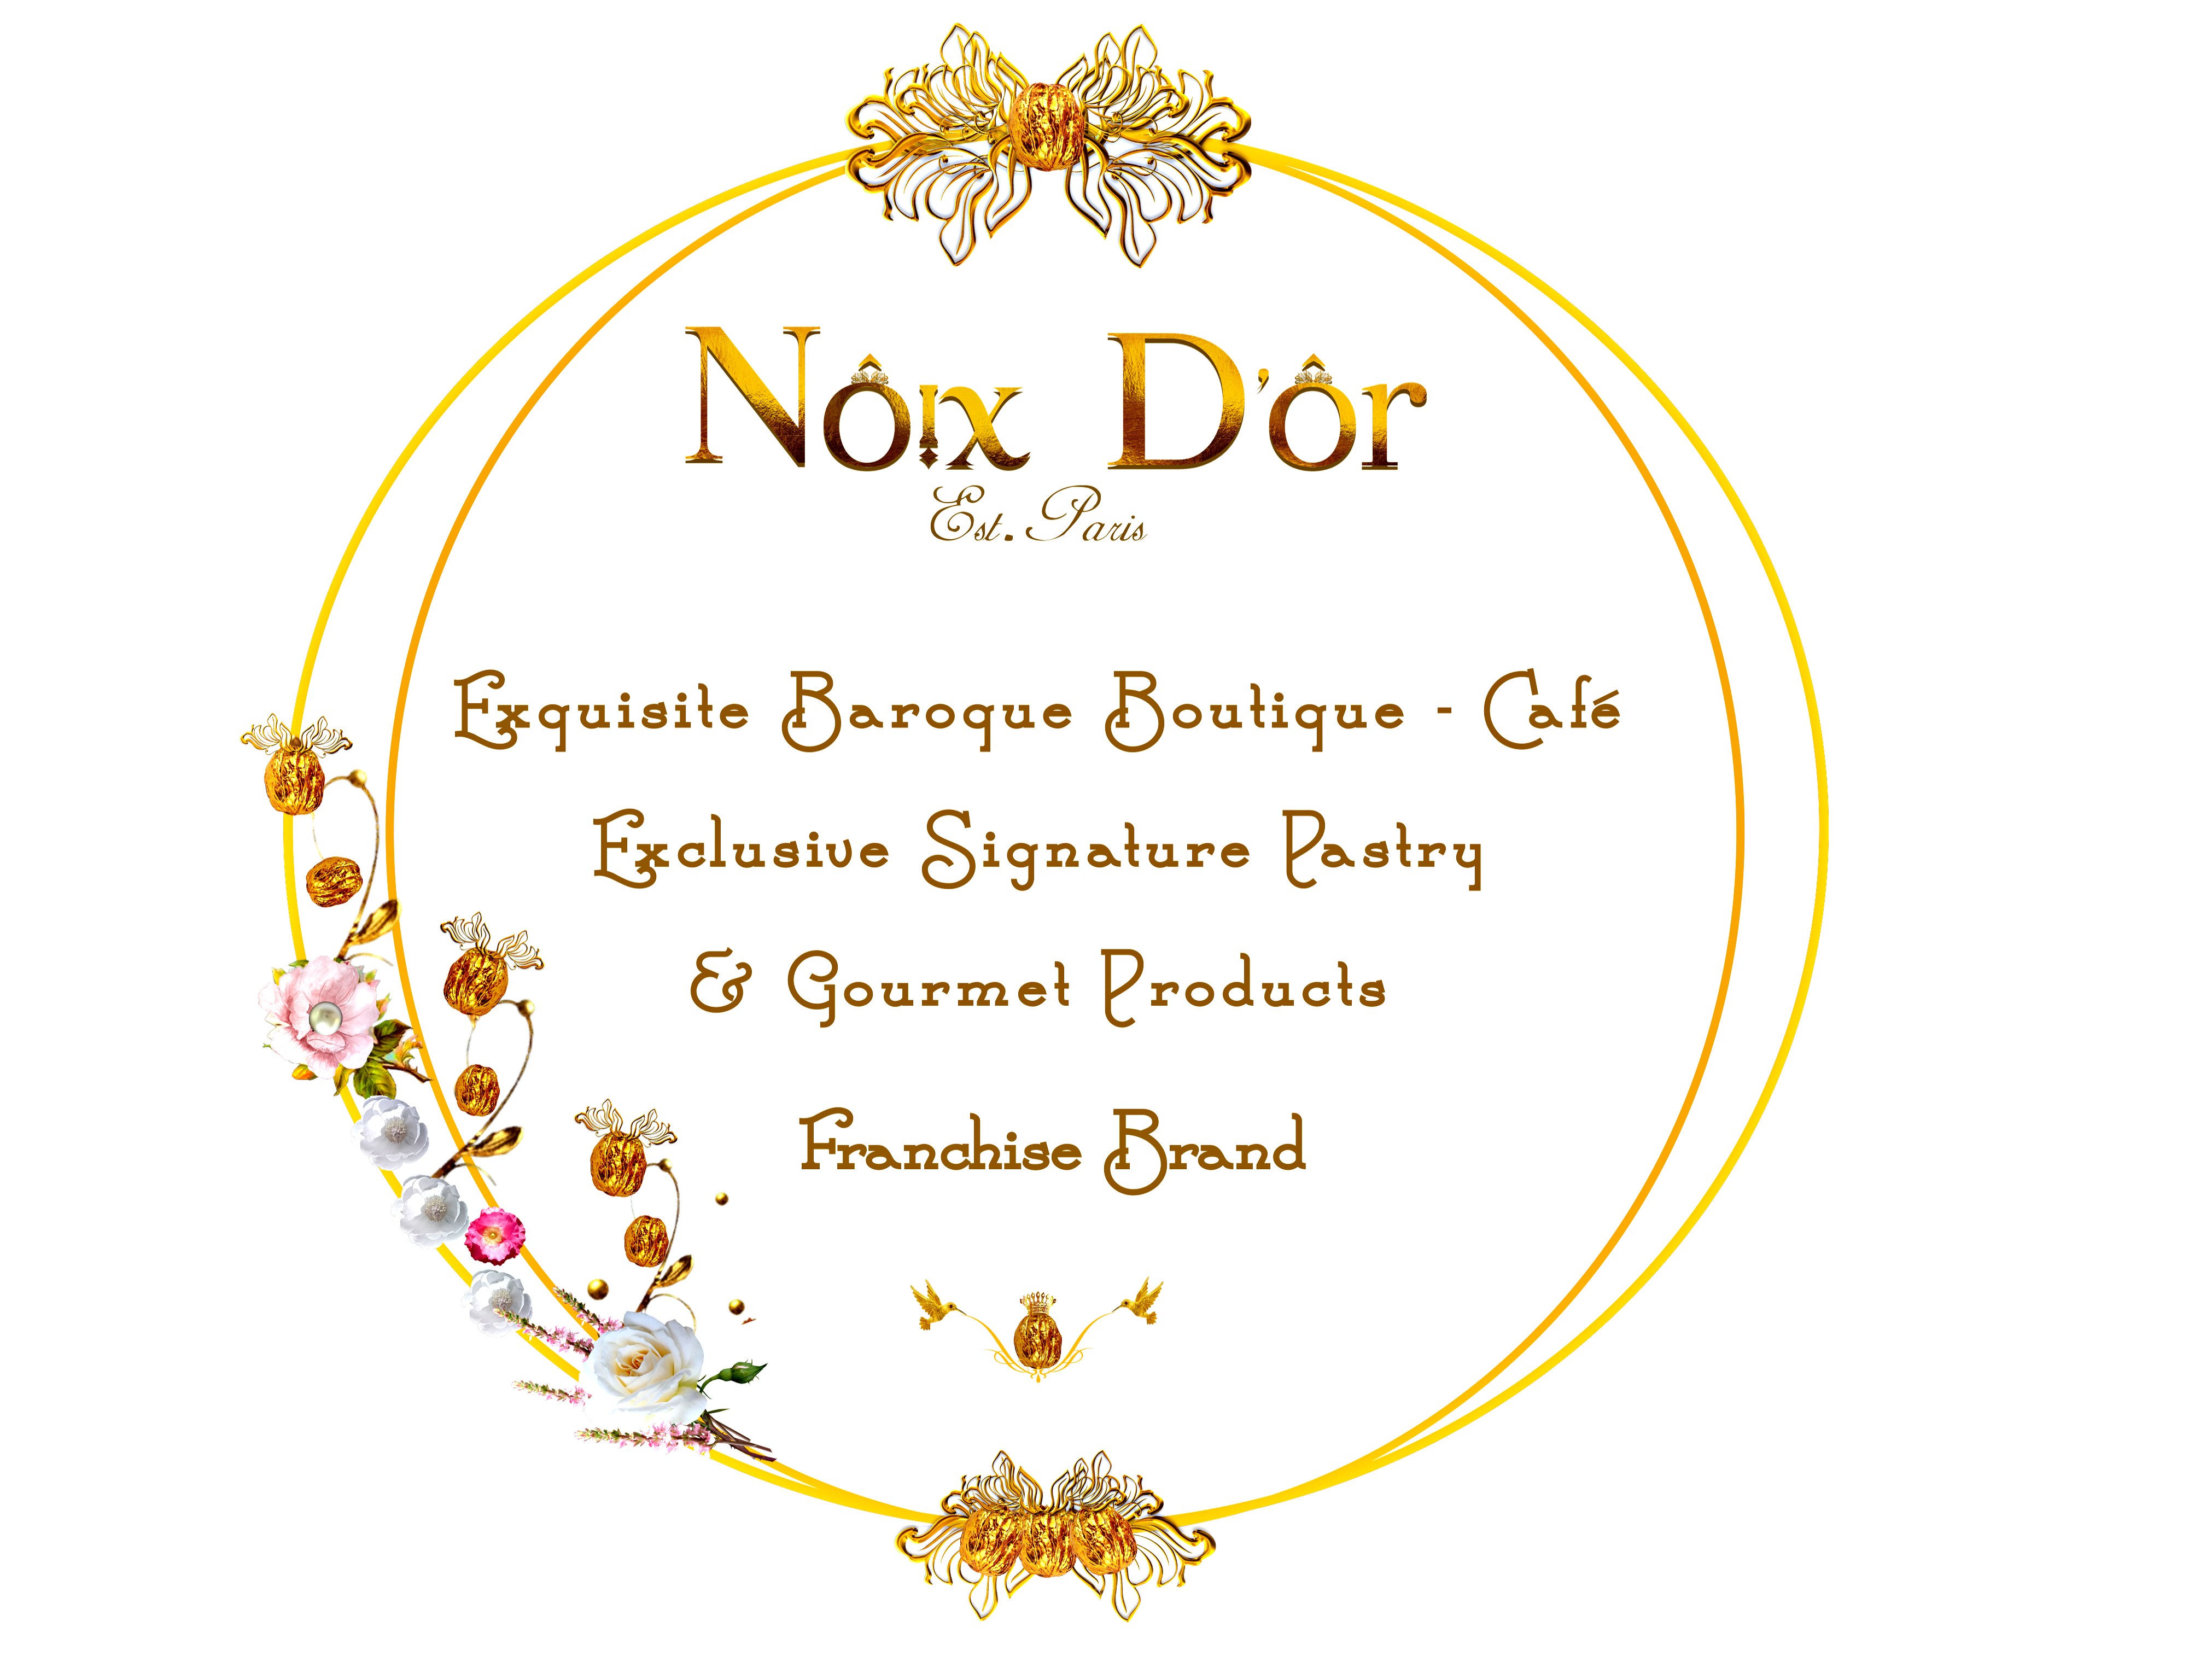 Nôix D'ôr
Est. Paris
Exquisite Baroque Boutique - Café
Exclusive Signature Pastry
& Gourmet Products
Franchise Brand